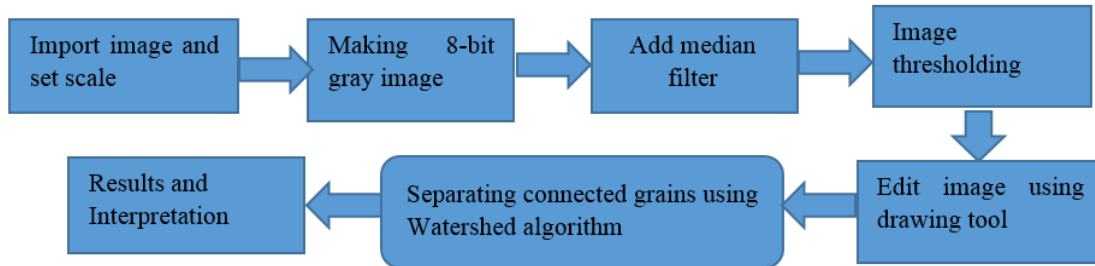 Import image and
set scale
Making 8-bit
gray image
Add median
filter
Image
thresholding
Edit image using
drawing tool
Separating connected grains using
Watershed algorithm
Results and
Interpretation